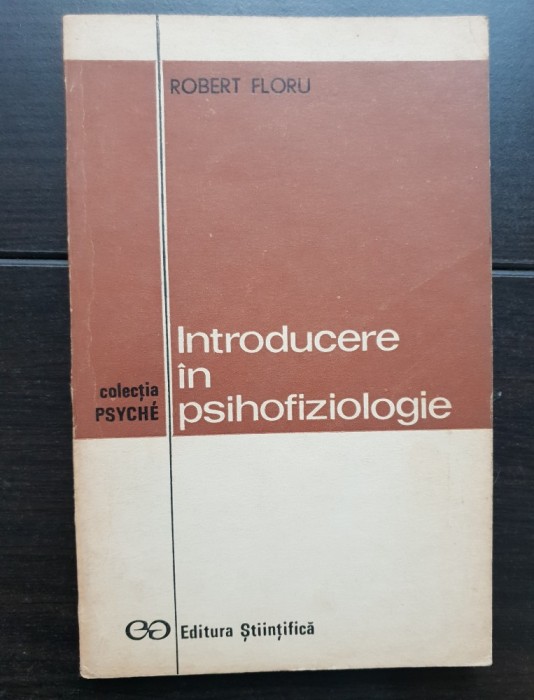 ROBERT FLORU
Introducere
în
psihofiziologie
colecția
PSYCHÉ
Editura Științifică